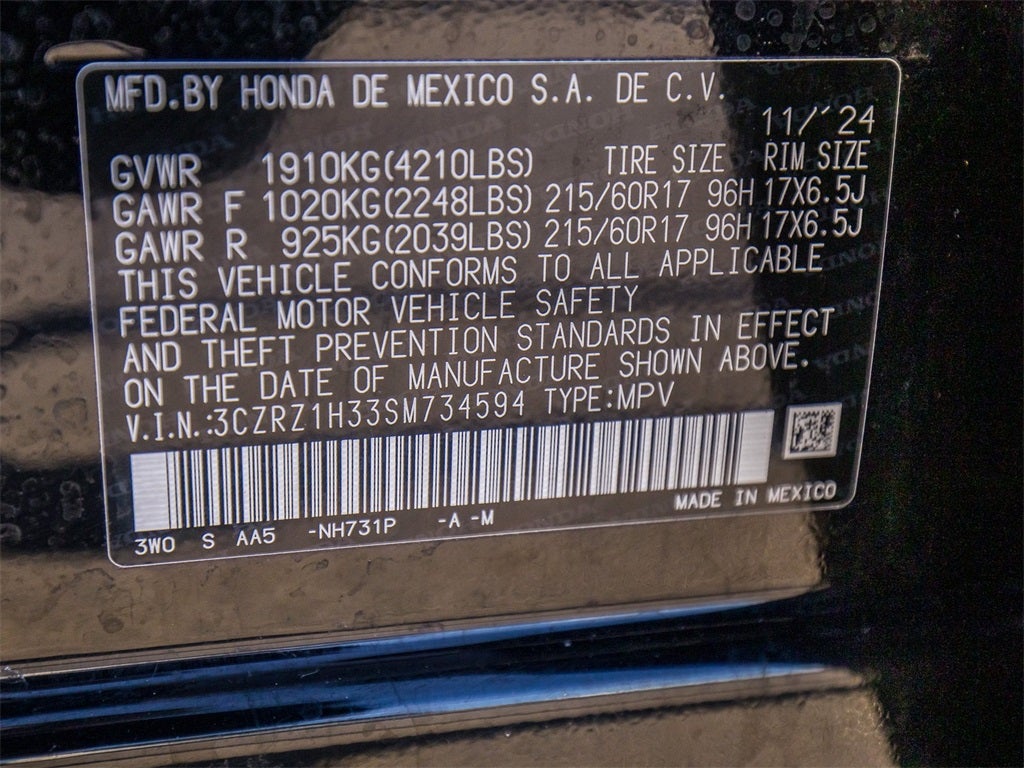 MFD.BY HONDA DE MEXICO S.A. DE C.V.
11/´24
GVWR 1910KG(4210LBS) TIRE SIZE RIM SIZE
GAWR F 1020KG(2248LBS) 215/60R17 96H 17X6.5J
GAWR R 925KG(2039LBS) 215/60R17 96H 17X6.5J
THIS VEHICLE CONFORMS TO ALL APPLICABLE
FEDERAL MOTOR VEHICLE SAFETY
AND THEFT PREVENTION STANDARDS IN EFFECT
ON THE DATE OF MANUFACTURE SHOWN ABOVE.
V.I.N.:3CZRZ1H33SM734594 TYPE:MPV
MADE IN MEXICO
3W0 S AA5 -NH731P -A -M